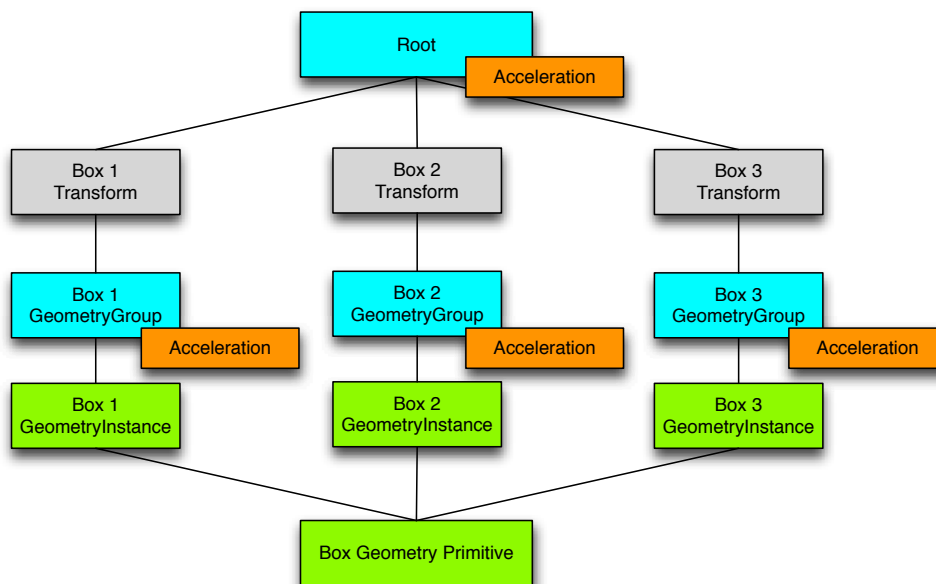 Root
Acceleration
Box 1
Transform
Box 2
Transform
Box 3
Transform
Box 1
GeometryGroup
Acceleration
Box 2
GeometryGroup
Acceleration
Box 3
GeometryGroup
Acceleration
Box 1
GeometryInstance
Box 2
GeometryInstance
Box 3
GeometryInstance
Box Geometry Primitive